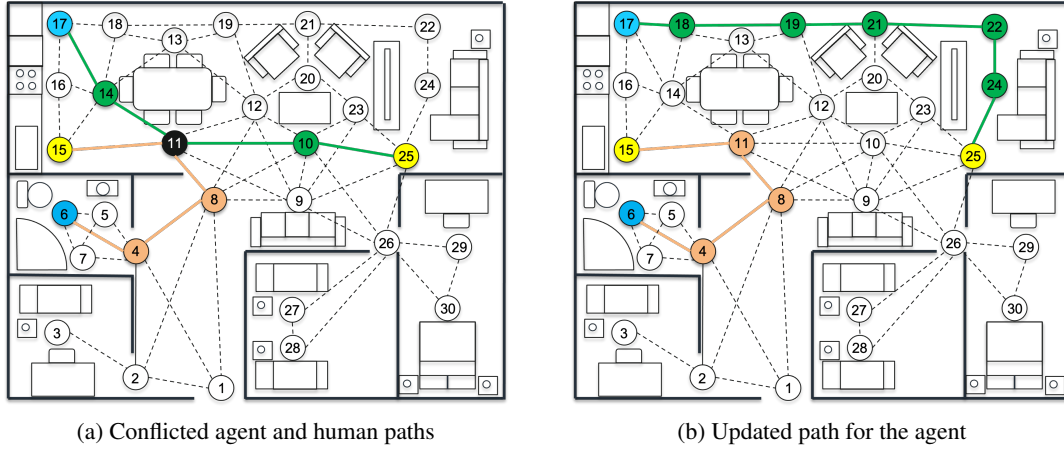 17 18 19 21 22
13
16 14 20 24
12 23
15 11 10 25
6 5 8 9
7 4 26 29
27 30
3 28
2 1
(a) Conflicted agent and human paths
17 18 19 21 22
13
16 14 20 24
12 23
15 11 10 25
6 5 8 9
7 4 26 29
27 30
3 28
2 1
(b) Updated path for the agent